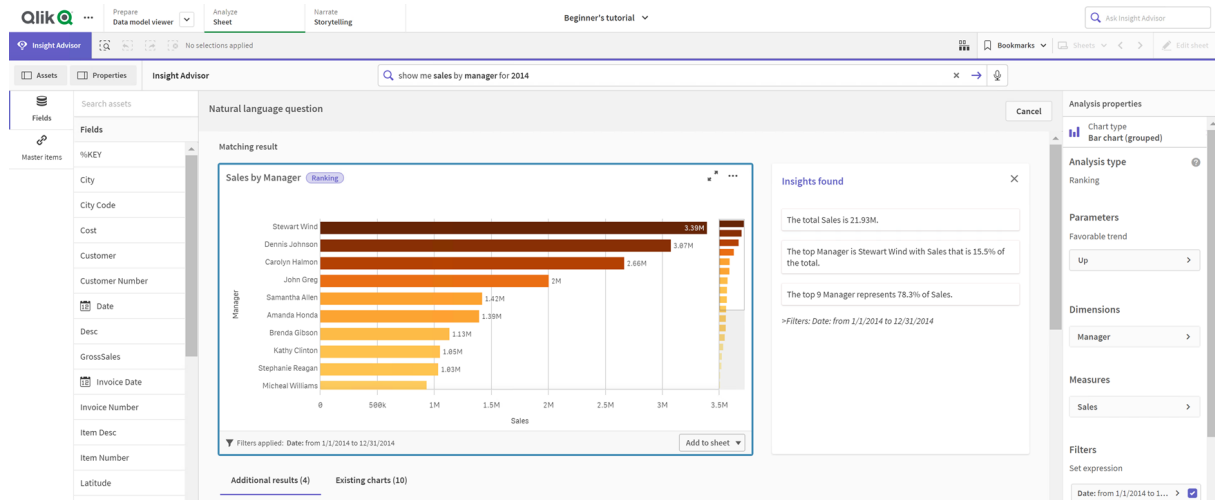 Qlik
Prepare
Data model viewer
Analyze
Sheet
Narrate
Storytelling
Beginner's tutorial
Ask Insight Advisor
Insight Advisor
No selections applied
Bookmarks
Sheets
Edit sheet
Assets
Properties
Insight Advisor
show me sales by manager for 2014
Fields
Master items
Search assets
Fields
%KEY
City
City Code
Cost
Customer
Customer Number
Date
Desc
GrossSales
Invoice Date
Invoice Number
Item Desc
Item Number
Latitude
Natural language question
Cancel
Matching result
Sales by Manager
Ranking
Manager
Stewart Wind
3.39M
Dennis Johnson
3.07M
Carolyn Halmon
2.66M
John Greg
2M
Samantha Allen
1.42M
Amanda Honda
1.39M
Brenda Gibson
1.13M
Kathy Clinton
1.05M
Stephanie Reagan
1.03M
Micheal Williams
0 500k 1M 1.5M 2M 2.5M 3M 3.5M
Sales
Filters applied: Date: from 1/1/2014 to 12/31/2014
Add to sheet
Additional results (4)
Existing charts (10)
Insights found
The total Sales is 21.93M.
The top Manager is Stewart Wind with Sales that is 15.5% of
the total.
The top 9 Manager represents 78.3% of Sales.
>Filters: Date: from 1/1/2014 to 12/31/2014
Analysis properties
Chart type
Bar chart (grouped)
Analysis type
Ranking
Parameters
Favorable trend
Up
Dimensions
Manager
Measures
Sales
Filters
Set expression
Date: from 1/1/2014 to 1...